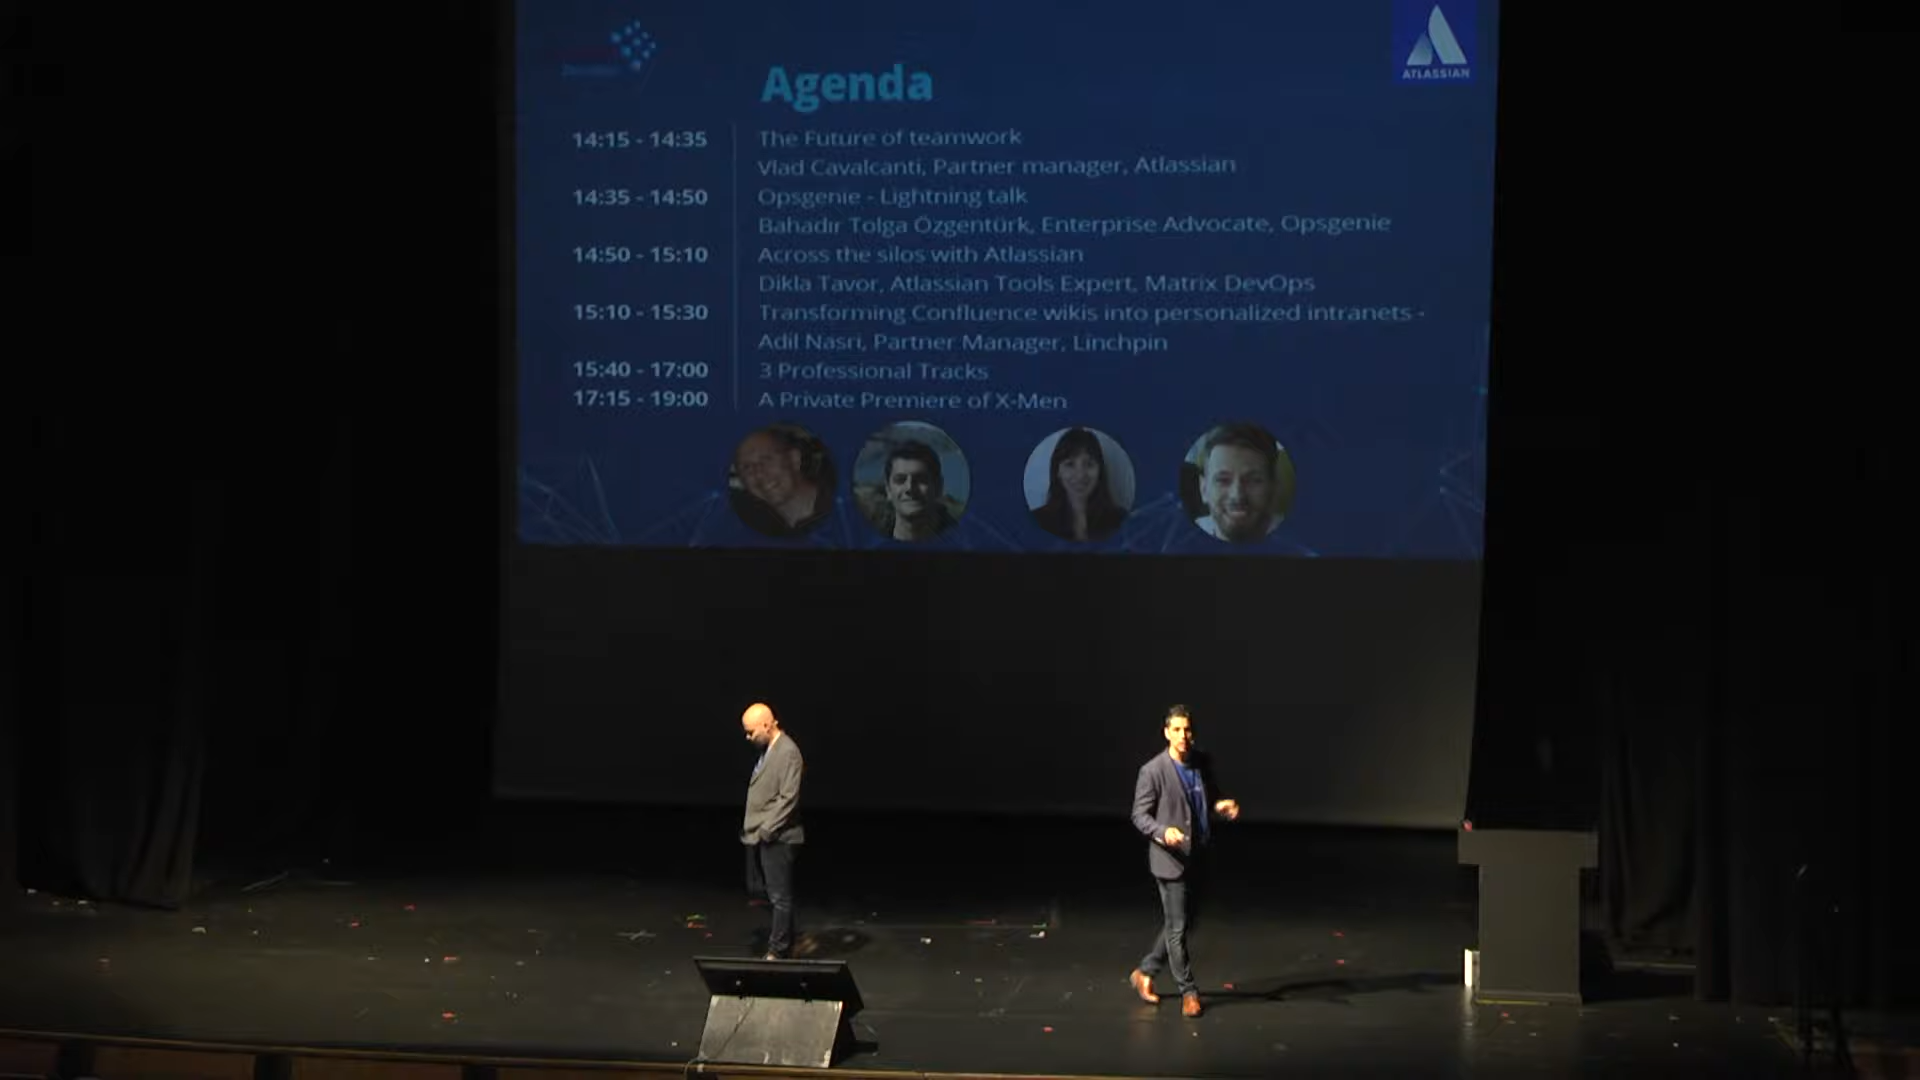 ATLASSIAN
Agenda
14:15 - 14:35 The Future of teamwork
Vlad Cavalcanti, Partner manager, Atlassian
14:35 - 14:50 Opsgenie - Lightning talk
Bahadır Tolga Özgentürk, Enterprise Advocate, Opsgenie
14:50 - 15:10 Across the silos with Atlassian
Dikla Tavor, Atlassian Tools Expert, Matrix DevOps
15:10 - 15:30 Transforming Confluence wikis into personalized intranets -
Adil Nasri, Partner Manager, Linchpin
15:40 - 17:00 3 Professional Tracks
17:15 - 19:00 A Private Premiere of X-Men